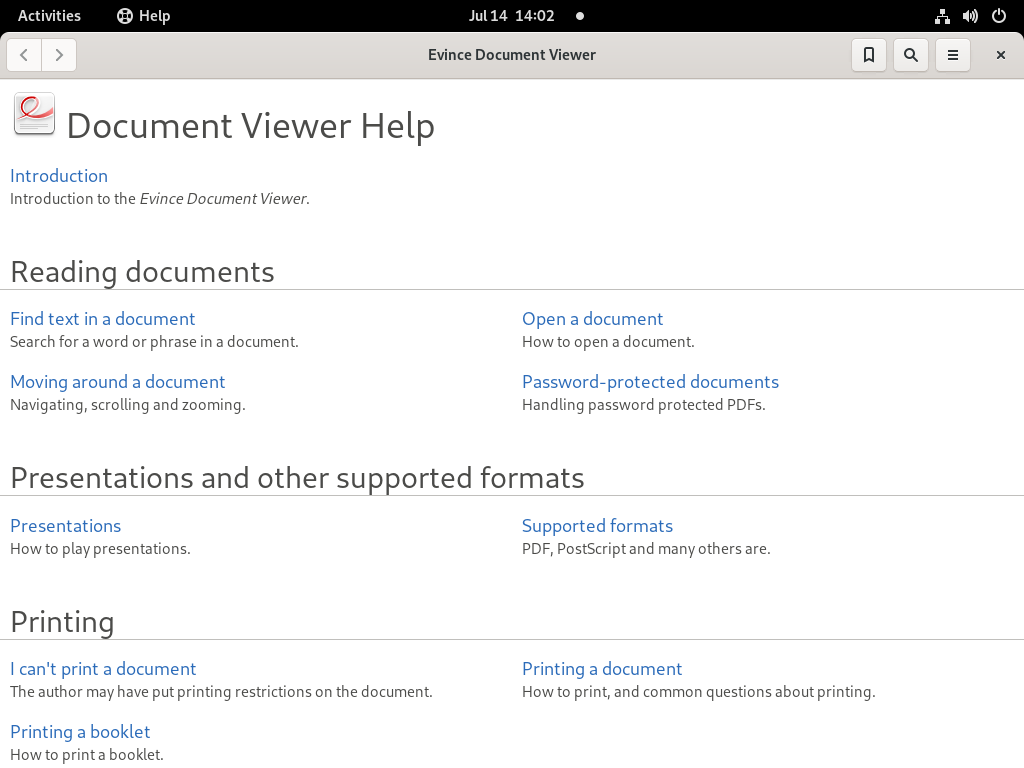 Activities
Help
Jul 14 14:02
Evince Document Viewer
Document Viewer Help
Introduction
Introduction to the Evince Document Viewer.
Reading documents
Find text in a document
Search for a word or phrase in a document.
Open a document
How to open a document.
Moving around a document
Navigating, scrolling and zooming.
Password-protected documents
Handling password protected PDFs.
Presentations and other supported formats
Presentations
How to play presentations.
Supported formats
PDF, PostScript and many others are.
Printing
I can't print a document
The author may have put printing restrictions on the document.
Printing a document
How to print, and common questions about printing.
Printing a booklet
How to print a booklet.